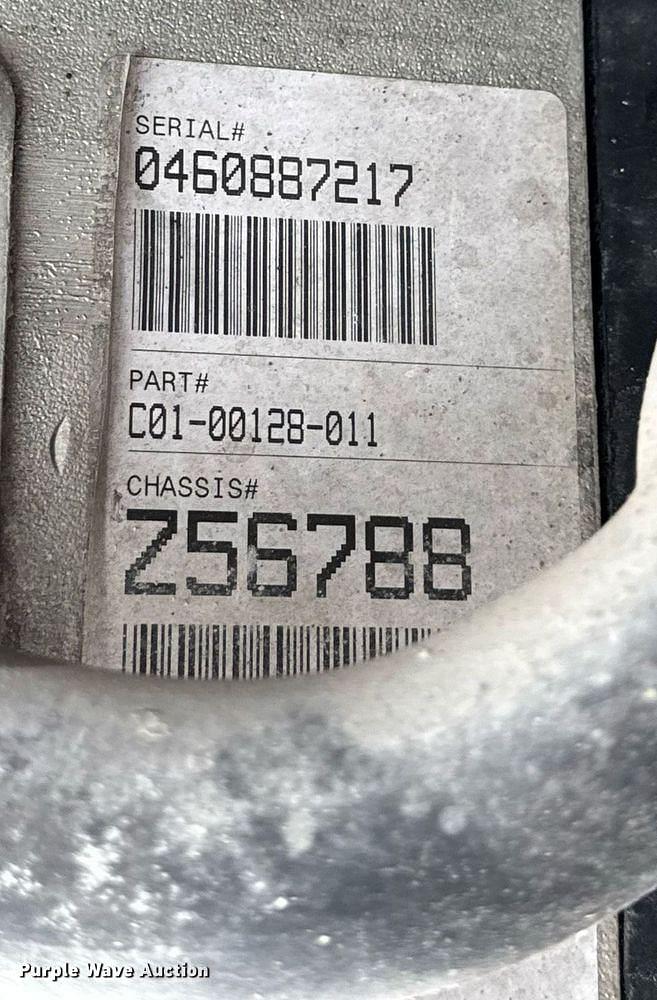 SERIAL#
0460887217
PART#
C01-00128-011
CHASSIS#
Z56788
Purple Wave Auction